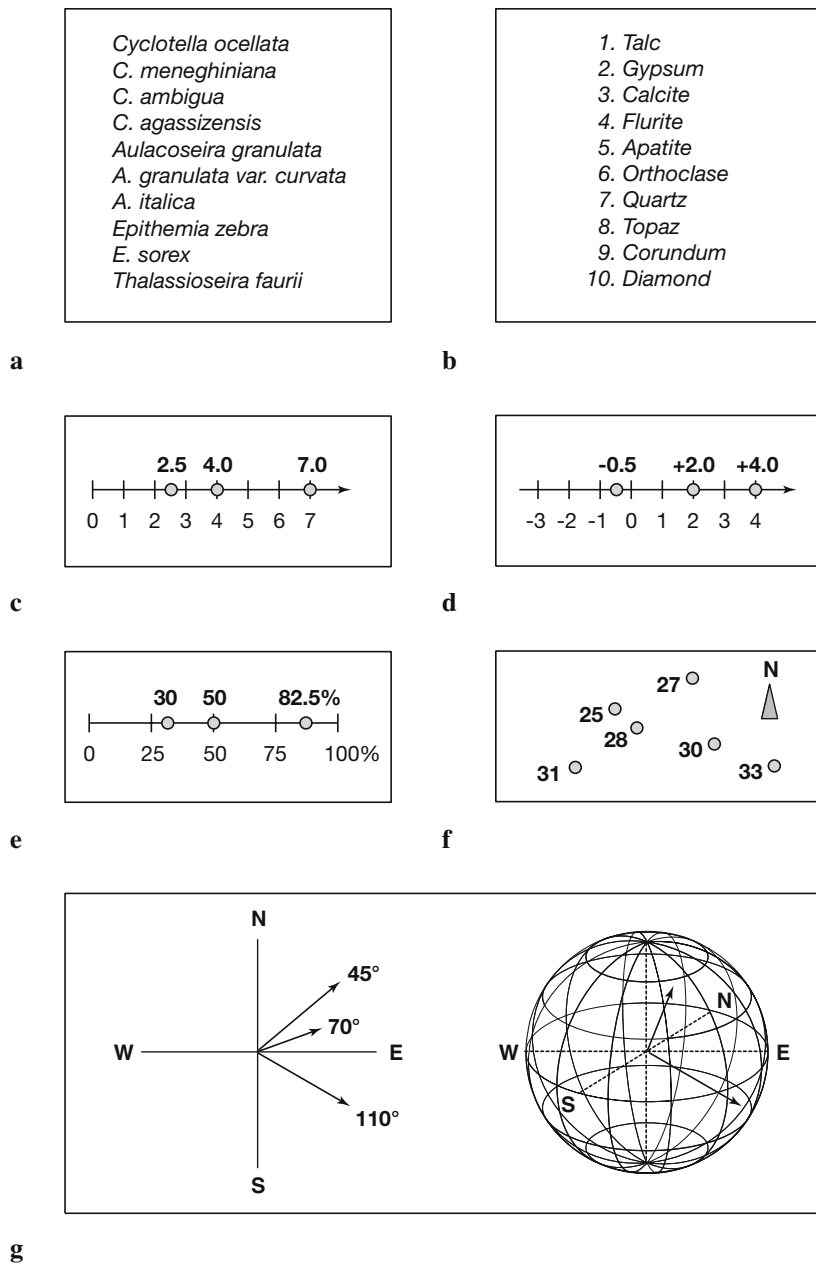 Cyclotella ocellata
C. meneghiniana
C. ambigua
C. agassizensis
Aulacoseira granulata
A. granulata var. curvata
A. italica
Epithemia zebra
E. sorex
Thalassioseira faurii
a
1. Talc
2. Gypsum
3. Calcite
4. Flurite
5. Apatite
6. Orthoclase
7. Quartz
8. Topaz
9. Corundum
10. Diamond
b
2.5 4.0 7.0
0 1 2 3 4 5 6 7
c
-0.5 +2.0 +4.0
-3 -2 -1 0 1 2 3 4
d
30 50 82.5%
0 25 50 75 100%
e
N
27
25
28
30
31
33
f
N
45°
70°
W E
110°
S
N
W E
S
g